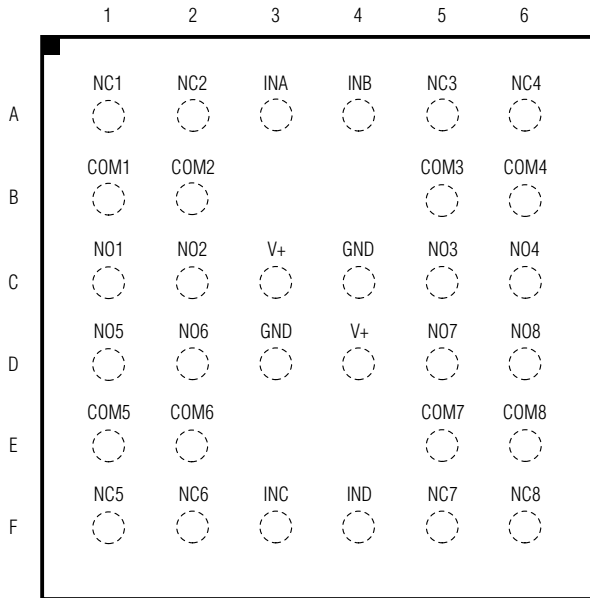 1 2 3 4 5 6
NC1 NC2 INA INB NC3 NC4
A
COM1 COM2 COM3 COM4
B
NO1 NO2 V+ GND NO3 NO4
C
NO5 NO6 GND V+ NO7 NO8
D
COM5 COM6 COM7 COM8
E
NC5 NC6 INC IND NC7 NC8
F